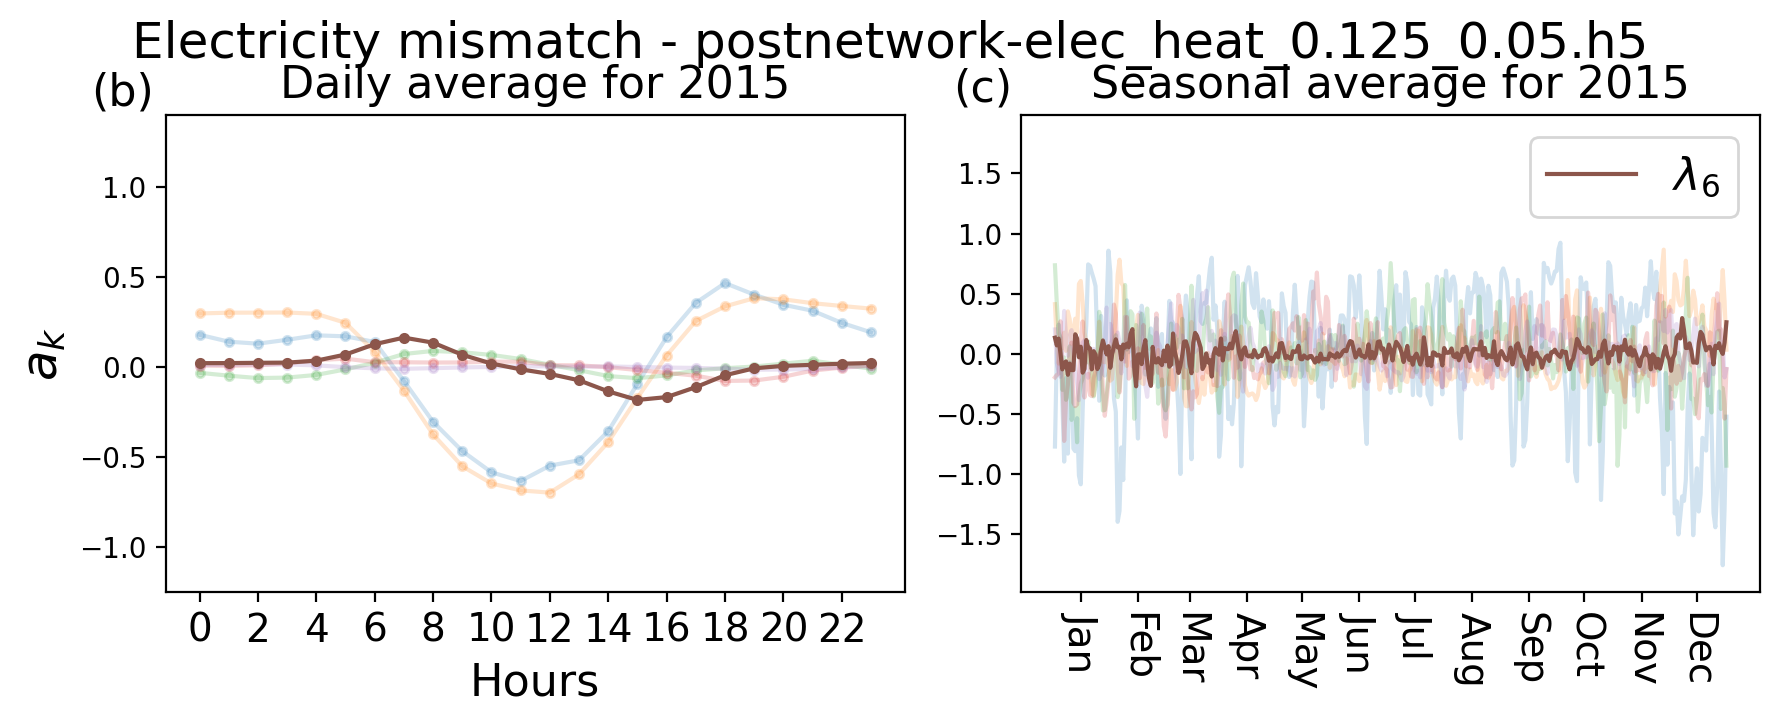 Electricity mismatch - postnetwork-elec_heat_0.125_0.05.h5
(b) Daily average for 2015
(c) Seasonal average for 2015
1.0
0.5
0.0
−0.5
−1.0
a_k
0 2 4 6 8 10 12 14 16 18 20 22
Hours
1.5
1.0
0.5
0.0
−0.5
−1.0
−1.5
λ₆
Jan Feb Mar Apr May Jun Jul Aug Sep Oct Nov Dec